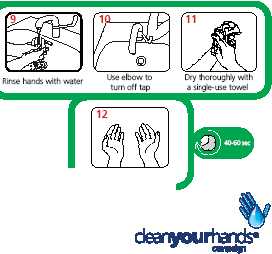 9
10
11
Rinse hands with water
Use elbow to
turn off tap
Dry thoroughly with
a single-use towel
12
40-60 sec
cleanyourhands®
campaign